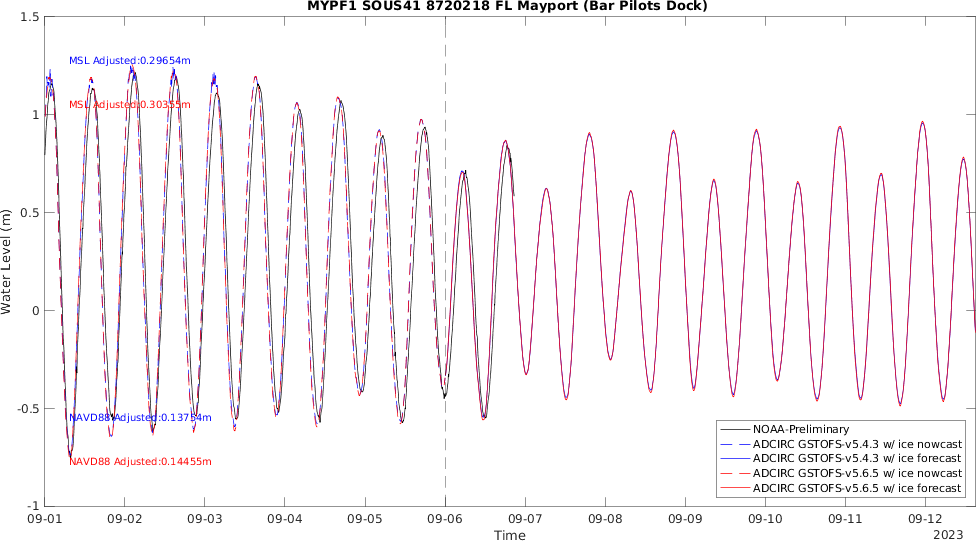 MYPF1 SOUS41 8720218 FL Mayport (Bar Pilots Dock)
1.5
1
0.5
0
-0.5
-1
Water Level (m)
MSL Adjusted:0.29654m
MSL Adjusted:0.30355m
NAVD88 Adjusted:0.13754m
NAVD88 Adjusted:0.14455m
NOAA-Preliminary
ADCIRC GSTOFS-v5.4.3 w/ ice nowcast
ADCIRC GSTOFS-v5.4.3 w/ ice forecast
ADCIRC GSTOFS-v5.6.5 w/ ice nowcast
ADCIRC GSTOFS-v5.6.5 w/ ice forecast
09-01 09-02 09-03 09-04 09-05 09-06 09-07 09-08 09-09 09-10 09-11 09-12
Time
2023